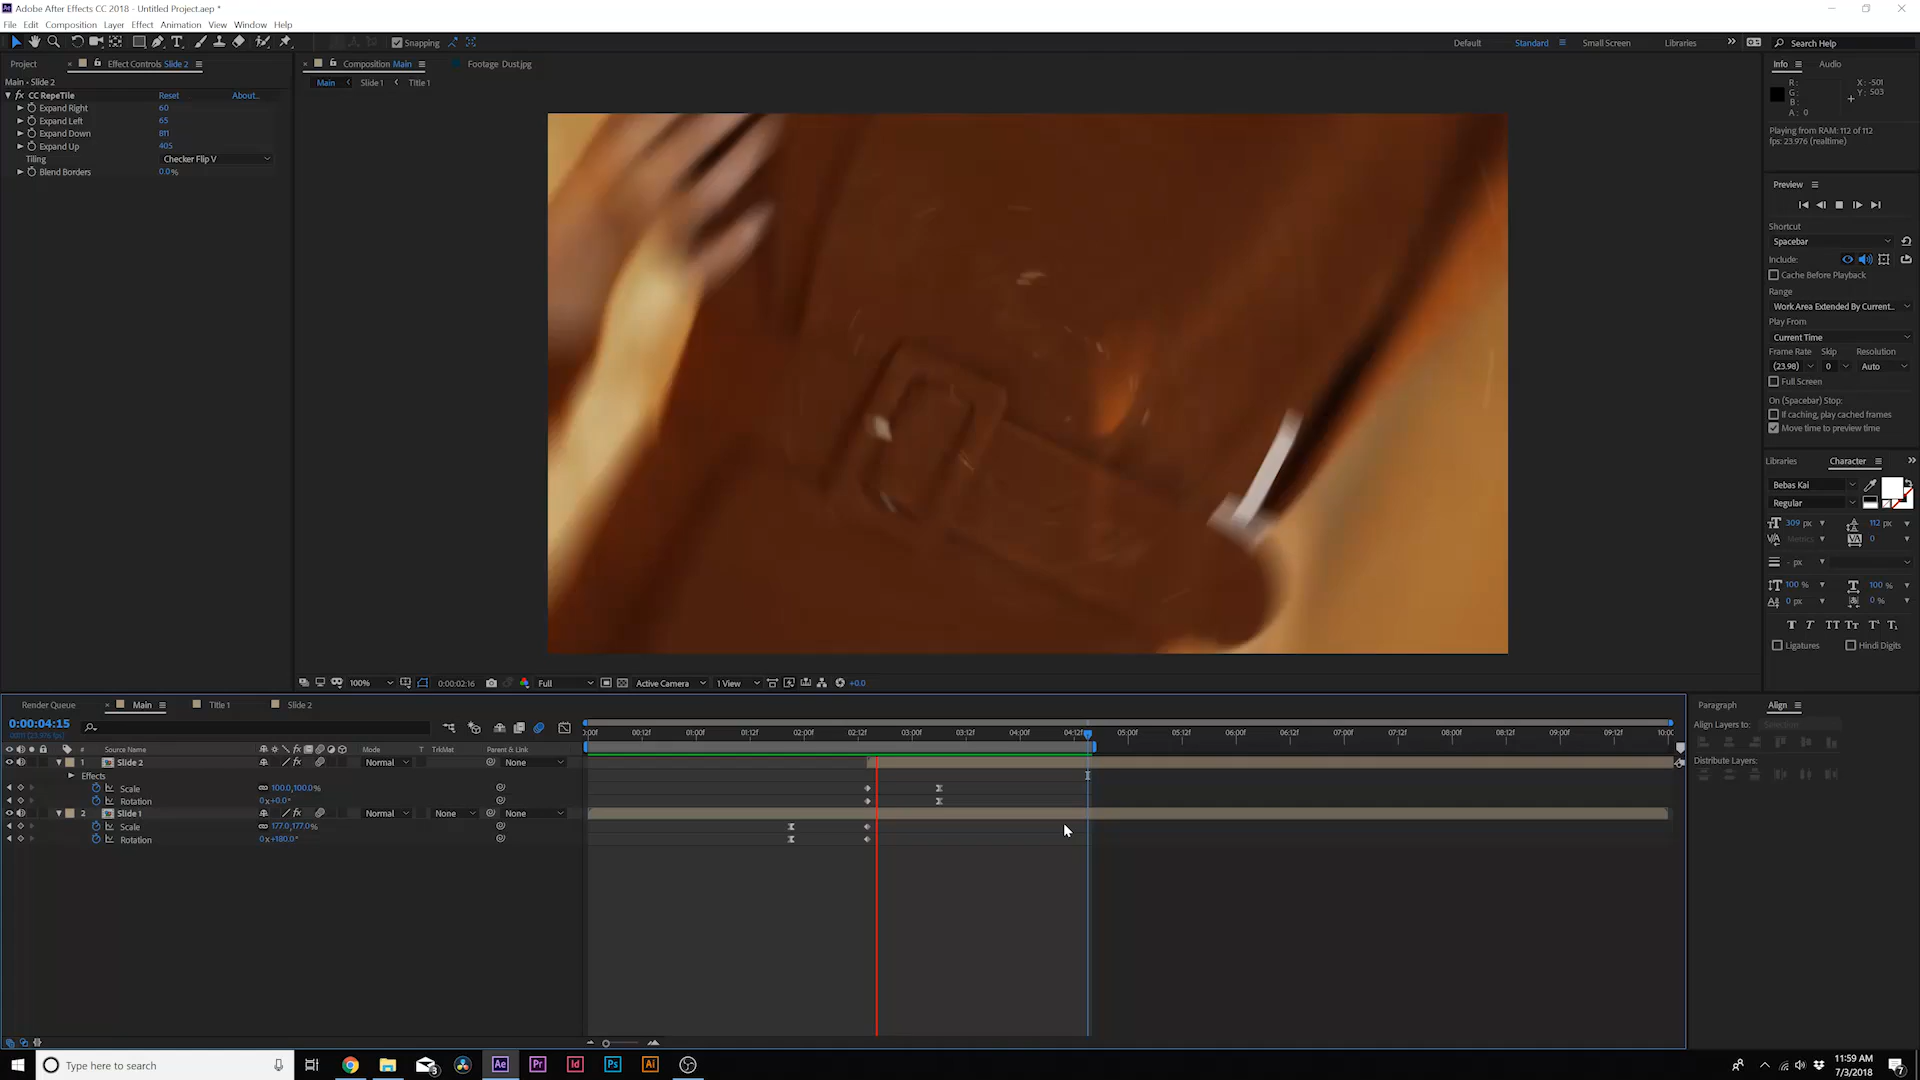 Adobe After Effects CC 2018 - Untitled Project.aep *
File Edit Composition Layer Effect Animation View Window Help
Snapping
Default Standard Small Screen Libraries Search Help
Project Effect Controls Slide 2
Composition Main Footage Dust.jpg
Info Audio
Main • Slide 2
Main Slide 1 Title 1
CC RepeTile Reset About...
Expand Right 60
Expand Left 65
Expand Down 811
Expand Up 405
Tiling Checker Flip V
Blend Borders 0.0%
R:
G:
B:
A: 0
X: -501
Y: 503
Playing from RAM: 112 of 112
fps: 23.976 (realtime)
Preview
Shortcut
Spacebar
Include:
Cache Before Playback
Range
Work Area Extended By Current...
Play From
Current Time
Frame Rate Skip Resolution
(23.98) 0 Auto
Full Screen
On (Spacebar) Stop:
If caching, play cached frames
Move time to preview time
Libraries Character
Bebas Kai
Regular
309 px 112 px
Metrics 0
- px
100 % 100 %
0 px 0 %
Ligatures Hindi Digits
100% 0:00:02:16 Full Active Camera 1 View +0.0
Render Queue Main Title 1 Slide 2
0:00:04:15
# Source Name Mode T TrkMat Parent & Link
:00f 00:12f 01:00f 01:12f 02:00f 02:12f 03:00f 03:12f 04:00f 04:12f 05:00f 05:12f 06:00f 06:12f 07:00f 07:12f 08:00f 08:12f 09:00f 09:12f 10:00
1 Slide 2 Normal None
Effects
Scale 100.0,100.0%
Rotation 0x+0.0°
2 Slide 1 Normal None None
Scale 177.0,177.0%
Rotation 0x+180.0°
Paragraph Align
Align Layers to: Selection
Distribute Layers:
Type here to search
3
Ae Pr Id Ps Ai
11:59 AM
7/3/2018
7